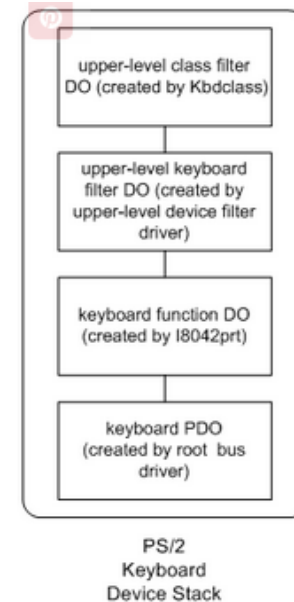 upper-level class filter
DO (created by Kbdclass)
upper-level keyboard
filter DO (created by
upper-level device filter
driver)
keyboard function DO
(created by I8042prt)
keyboard PDO
(created by root bus
driver)
PS/2
Keyboard
Device Stack